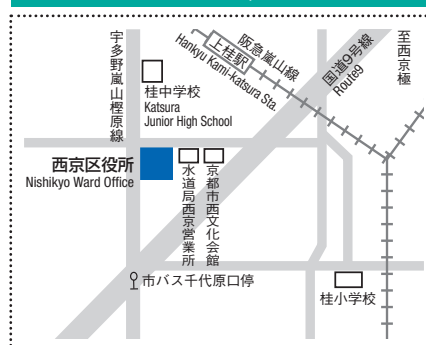 宇多野嵐山樫原線
桂中学校
Katsura
Junior High School
阪急嵐山線
上桂駅
Hankyu Kami-katsura Sta.
国道9号線
Route9
至西京極
西京区役所
Nishikyo Ward Office
水道局西京営業所
京都市西文化会館
市バス千代原口停
桂小学校